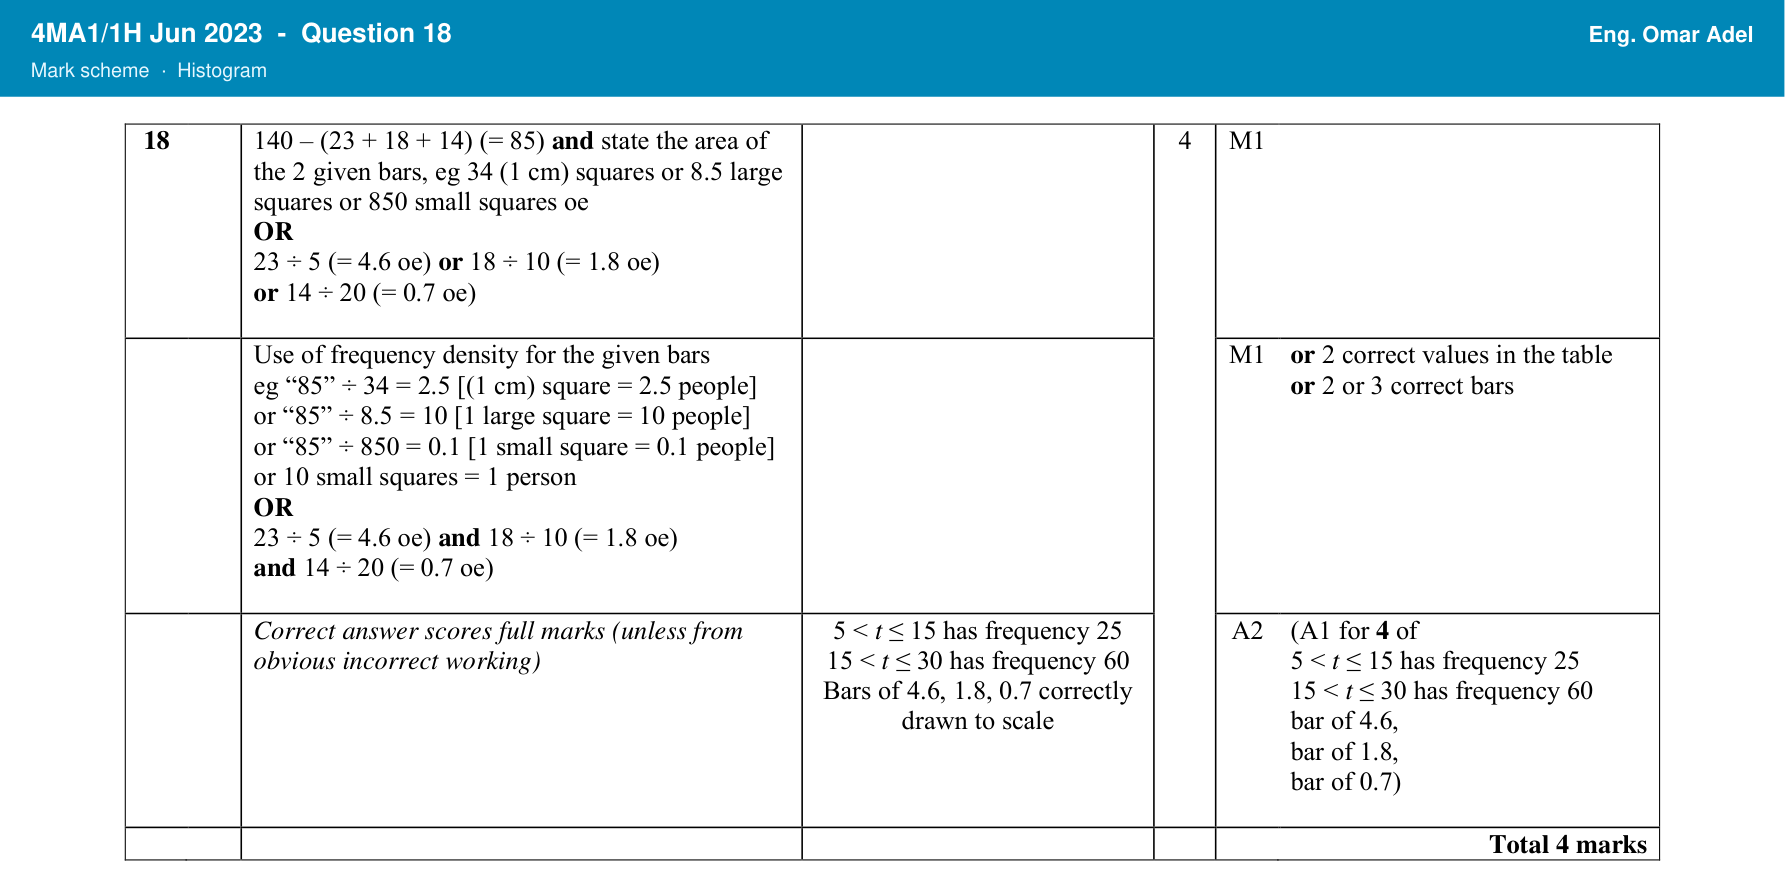 4MA1/1H Jun 2023 - Question 18
Eng. Omar Adel
Mark scheme · Histogram
18
140 – (23 + 18 + 14) (= 85) and state the area of
the 2 given bars, eg 34 (1 cm) squares or 8.5 large
squares or 850 small squares oe
OR
23 ÷ 5 (= 4.6 oe) or 18 ÷ 10 (= 1.8 oe)
or 14 ÷ 20 (= 0.7 oe)
4
M1
Use of frequency density for the given bars
eg “85” ÷ 34 = 2.5 [(1 cm) square = 2.5 people]
or “85” ÷ 8.5 = 10 [1 large square = 10 people]
or “85” ÷ 850 = 0.1 [1 small square = 0.1 people]
or 10 small squares = 1 person
OR
23 ÷ 5 (= 4.6 oe) and 18 ÷ 10 (= 1.8 oe)
and 14 ÷ 20 (= 0.7 oe)
M1 or 2 correct values in the table
or 2 or 3 correct bars
Correct answer scores full marks (unless from
obvious incorrect working)
5 < t ≤ 15 has frequency 25
15 < t ≤ 30 has frequency 60
Bars of 4.6, 1.8, 0.7 correctly
drawn to scale
A2 (A1 for 4 of
5 < t ≤ 15 has frequency 25
15 < t ≤ 30 has frequency 60
bar of 4.6,
bar of 1.8,
bar of 0.7)
Total 4 marks